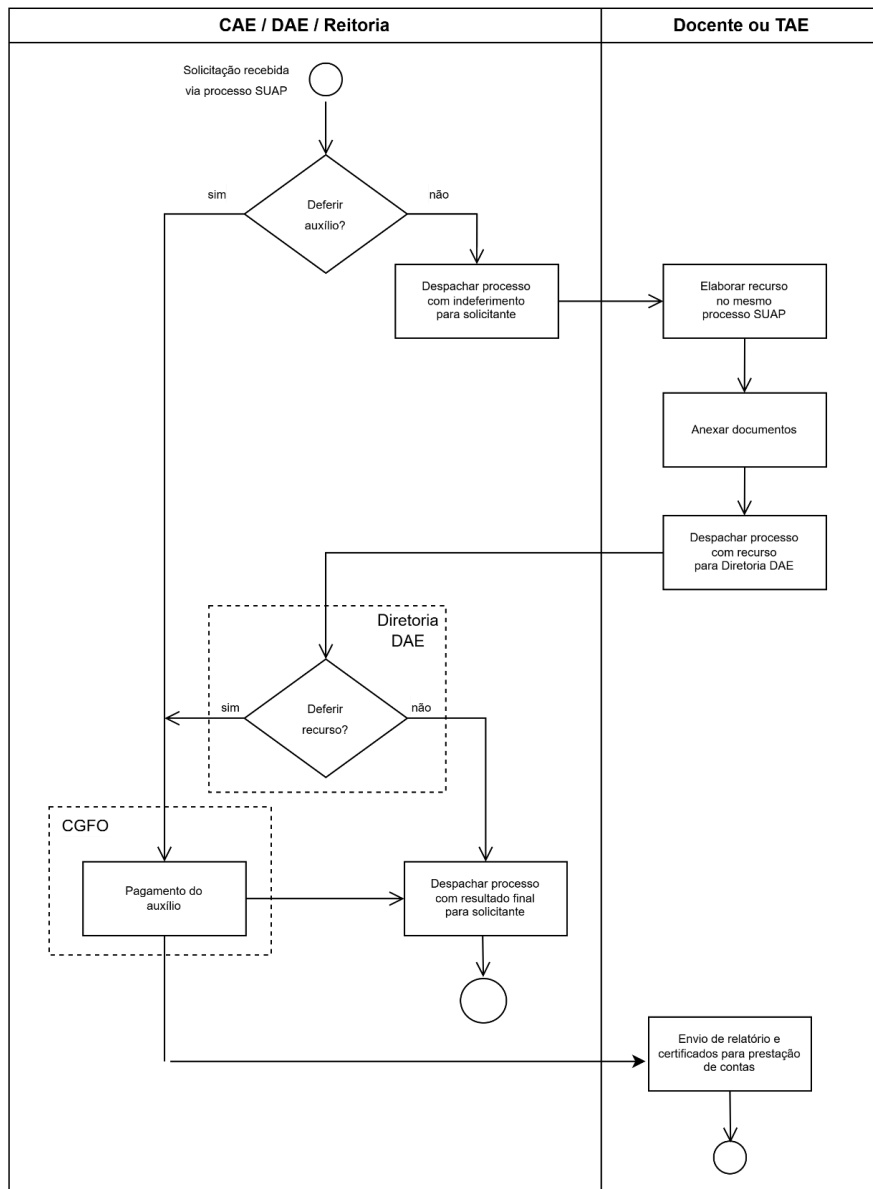 CAE / DAE / Reitoria
Docente ou TAE
Solicitação recebida
via processo SUAP
sim
não
Deferir
auxílio?
Despachar processo
com indeferimento
para solicitante
Elaborar recurso
no mesmo
processo SUAP
Anexar documentos
Despachar processo
com recurso
para Diretoria DAE
Diretoria
DAE
sim
não
Deferir
recurso?
CGFO
Pagamento do
auxílio
Despachar processo
com resultado final
para solicitante
Envio de relatório e
certificados para prestação
de contas